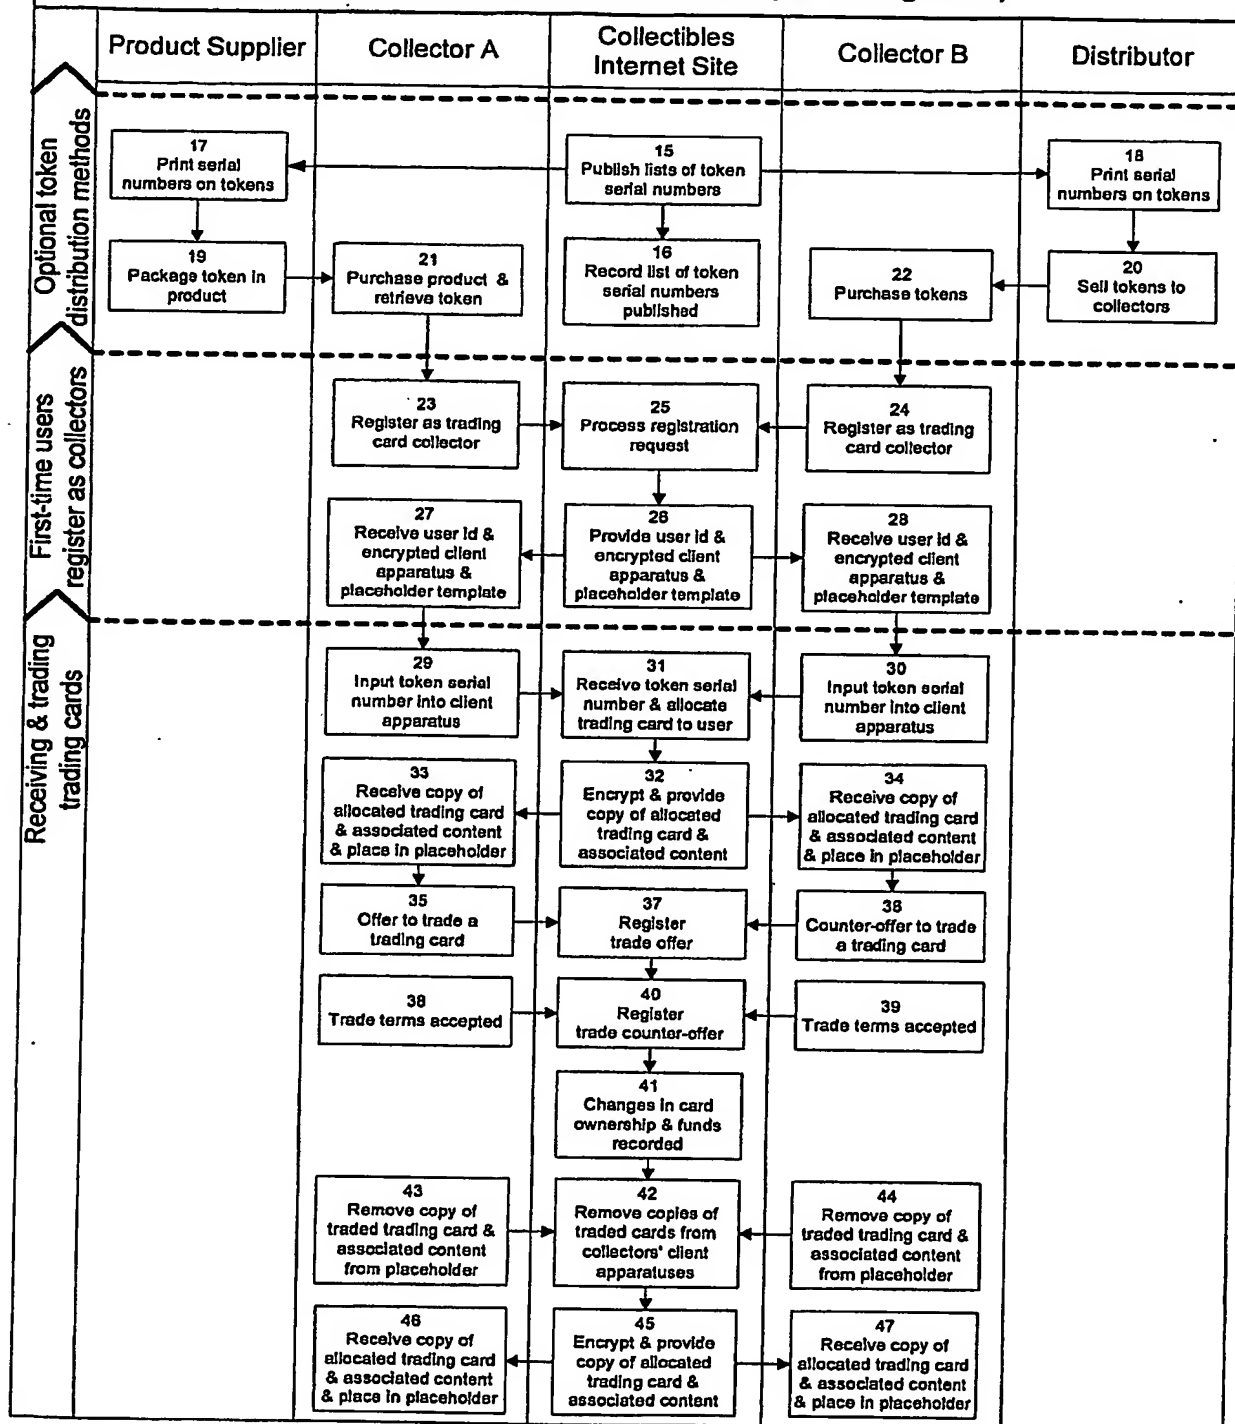 Product Supplier
Collector A
Collectibles
Internet Site
Collector B
Distributor
Optional token
distribution methods
17
Print serial
numbers on tokens
15
Publish lists of token
serial numbers
18
Print serial
numbers on tokens
19
Package token in
product
21
Purchase product &
retrieve token
16
Record list of token
serial numbers
published
22
Purchase tokens
20
Sell tokens to
collectors
First-time users
register as collectors
23
Register as trading
card collector
25
Process registration
request
24
Register as trading
card collector
27
Receive user id &
encrypted client
apparatus &
placeholder template
26
Provide user id &
encrypted client
apparatus &
placeholder template
28
Receive user id &
encrypted client
apparatus &
placeholder template
Receiving & trading
trading cards
29
Input token serial
number into client
apparatus
31
Receive token serial
number & allocate
trading card to user
30
Input token serial
number into client
apparatus
33
Receive copy of
allocated trading card
& associated content
& place in placeholder
32
Encrypt & provide
copy of allocated
trading card &
associated content
34
Receive copy of
allocated trading card
& associated content
& place in placeholder
35
Offer to trade a
trading card
37
Register
trade offer
36
Counter-offer to trade
a trading card
38
Trade terms accepted
40
Register
trade counter-offer
39
Trade terms accepted
41
Changes in card
ownership & funds
recorded
43
Remove copy of
traded trading card &
associated content
from placeholder
42
Remove copies of
traded cards from
collectors' client
apparatuses
44
Remove copy of
traded trading card &
associated content
from placeholder
46
Receive copy of
allocated trading card
& associated content
& place in placeholder
45
Encrypt & provide
copy of allocated
trading card &
associated content
47
Receive copy of
allocated trading card
& associated content
& place in placeholder